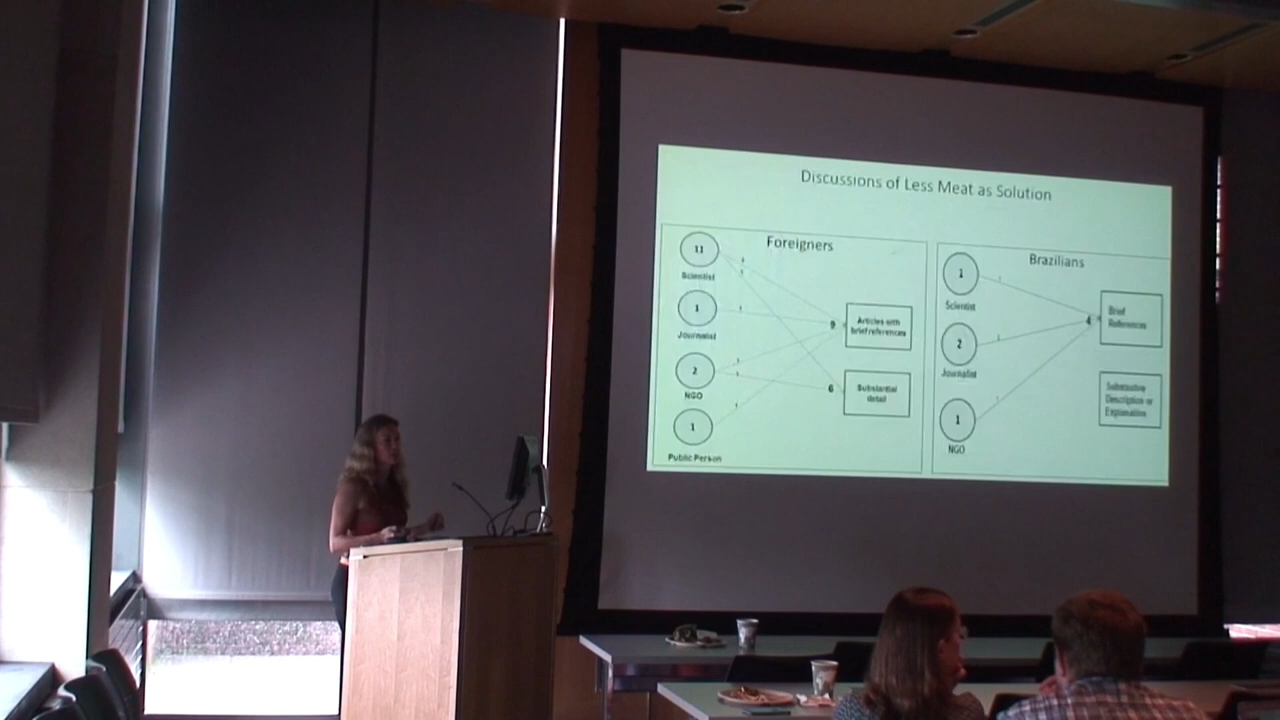 Discussions of Less Meat as Solution
Foreigners
11
Scientist
1
Journalist
2
NGO
1
Public Person
9
6
Articles with
brief references
Substantial
detail
Brazilians
1
Scientist
2
Journalist
1
NGO
4
Brief
References
Substantive
Description or
Explanation